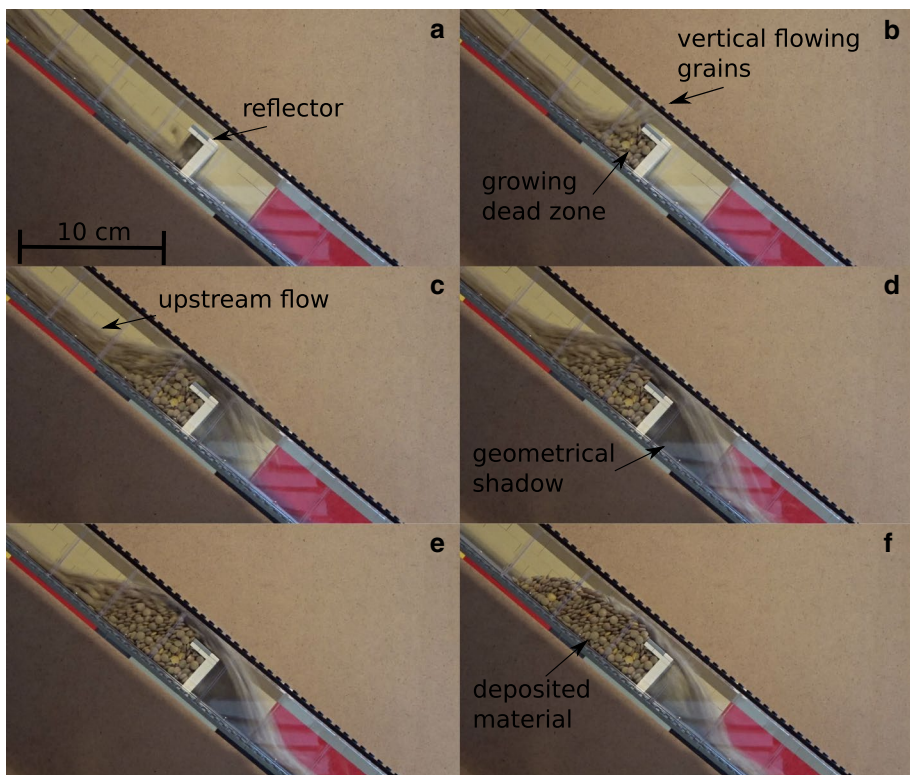 a
reflector
10 cm
b
vertical flowing
grains
growing
dead zone
c
upstream flow
d
geometrical
shadow
e
f
deposited
material